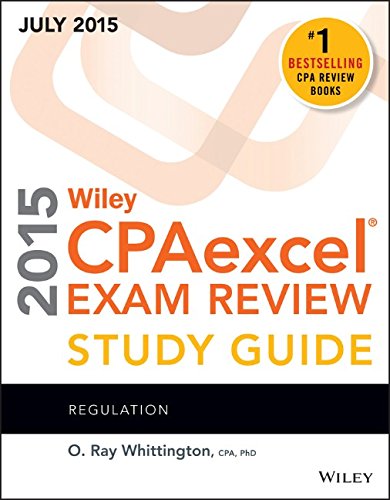 JULY 2015
#1
BESTSELLING
CPA REVIEW
BOOKS
2015
Wiley
CPAexcel®
EXAM REVIEW
STUDY GUIDE
REGULATION
O. Ray Whittington, CPA, PhD
WILEY